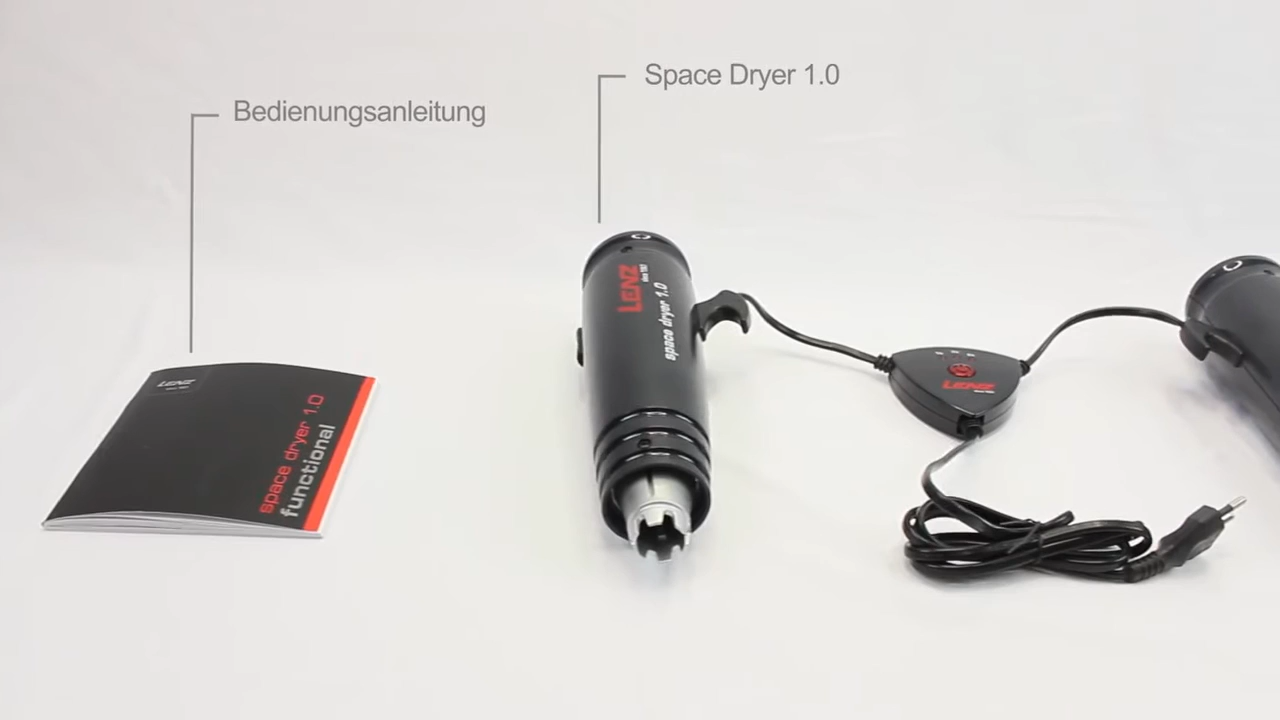 Space Dryer 1.0
Bedienungsanleitung
LENZ
space dryer 1.0
functional
LENZ
space dryer 1.0
LENZ